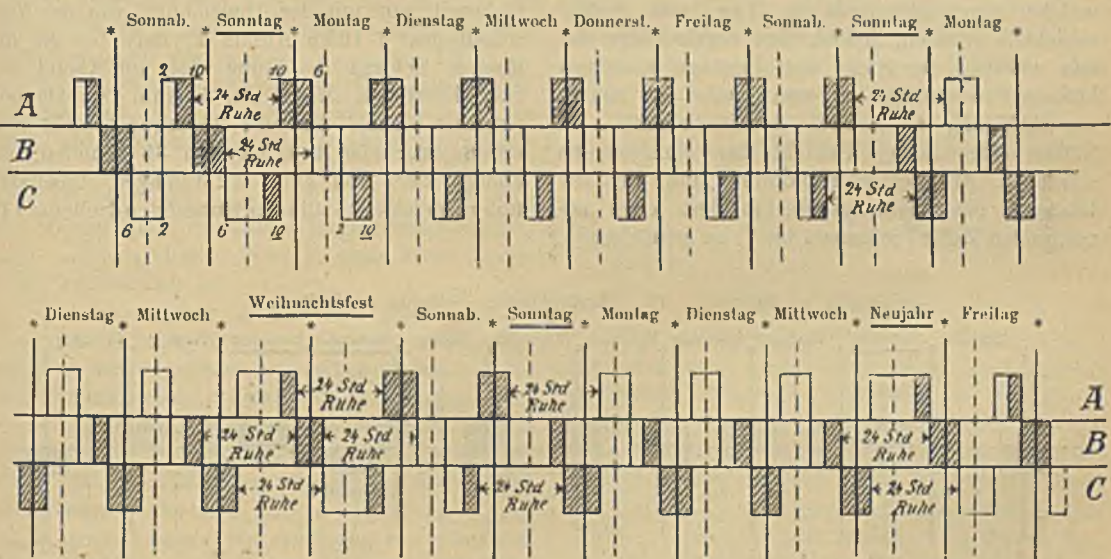 * Sonnab. * Sonntag * Montag * Dienstag * Mittwoch * Donnerst. * Freitag * Sonnab. * Sonntag * Montag *
2 10 10 6
A 24 Std Ruhe 24 Std Ruhe
B 24 Std Ruhe
C 24 Std Ruhe
6 2 6 10 2 10
Weihnachtsfest
* Dienstag * Mittwoch * * * Sonnab. * Sonntag * Montag * Dienstag * Mittwoch * Neujahr * Freitag *
24 Std Ruhe 24 Std Ruhe A
24 Std Ruhe 24 Std Ruhe 24 Std Ruhe B
24 Std Ruhe 24 Std Ruhe 24 Std Ruhe C